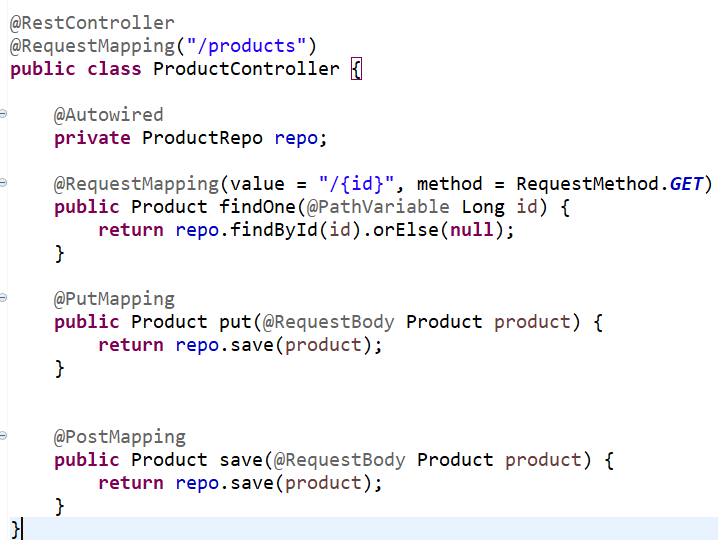 @RestController
@RequestMapping("/products")
public class ProductController {
@Autowired
private ProductRepo repo;
@RequestMapping(value = "/{id}", method = RequestMethod.GET)
public Product findOne(@PathVariable Long id) {
return repo.findById(id).orElse(null);
}
@PutMapping
public Product put(@RequestBody Product product) {
return repo.save(product);
}
@PostMapping
public Product save(@RequestBody Product product) {
return repo.save(product);
}
}